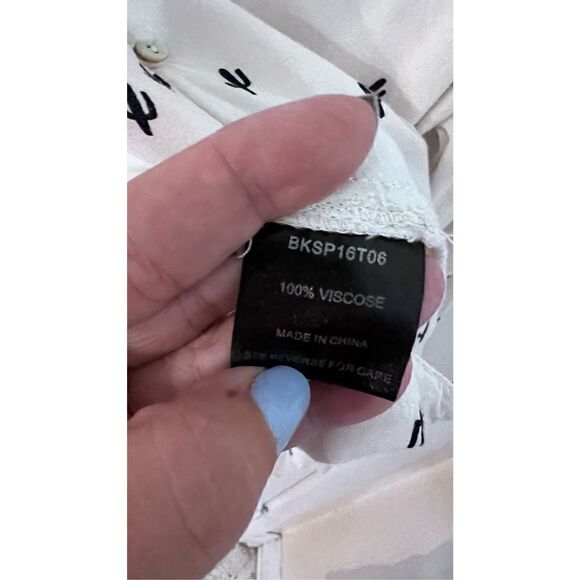 BKSP16T06
100% VISCOSE
MADE IN CHINA
SEE REVERSE FOR CARE